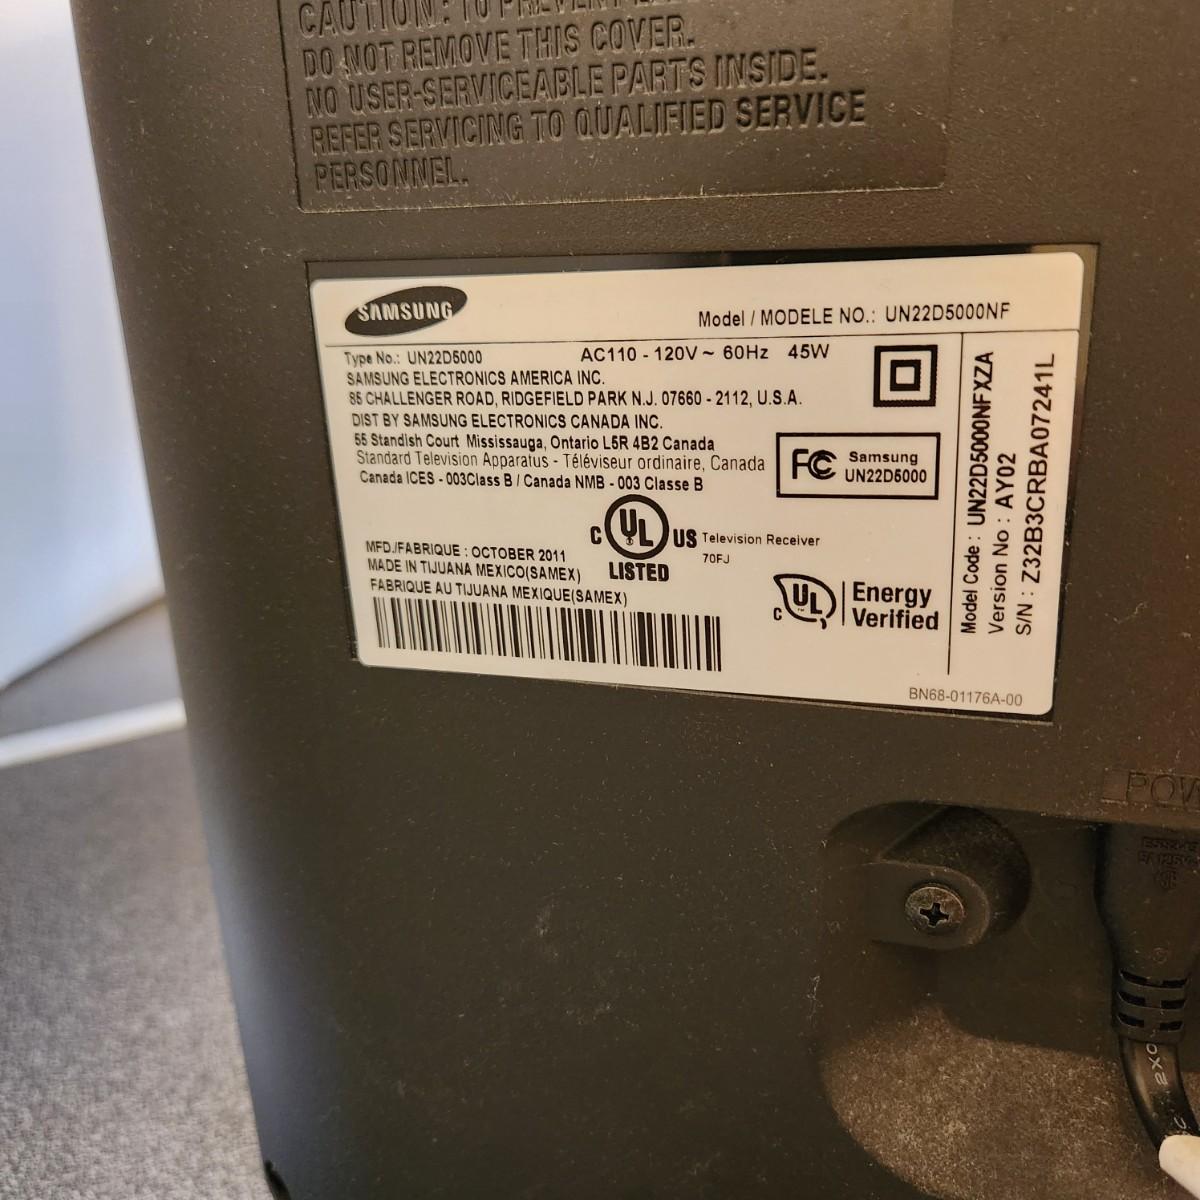 CAUTION: TO PREVENT
DO NOT REMOVE THIS COVER.
NO USER-SERVICEABLE PARTS INSIDE.
REFER SERVICING TO QUALIFIED SERVICE
PERSONNEL.
SAMSUNG
Model / MODELE NO.: UN22D5000NF
Type No.: UN22D5000 AC110 - 120V ~ 60Hz 45W
SAMSUNG ELECTRONICS AMERICA INC.
85 CHALLENGER ROAD, RIDGEFIELD PARK N.J. 07660 - 2112, U.S.A.
DIST BY SAMSUNG ELECTRONICS CANADA INC.
55 Standish Court Mississauga, Ontario L5R 4B2 Canada
Standard Television Apparatus - Téléviseur ordinaire, Canada
Canada ICES - 003Class B / Canada NMB - 003 Classe B
FC Samsung
UN22D5000
C UL US Television Receiver
70FJ
LISTED
MFD./FABRIQUE : OCTOBER 2011
MADE IN TIJUANA MEXICO(SAMEX)
FABRIQUE AU TIJUANA MEXIQUE(SAMEX)
C UL Energy
Verified
Model Code : UN22D5000NFXZA
Version No : AY02
S/N : Z32B3CRBA07241L
BN68-01176A-00
POW